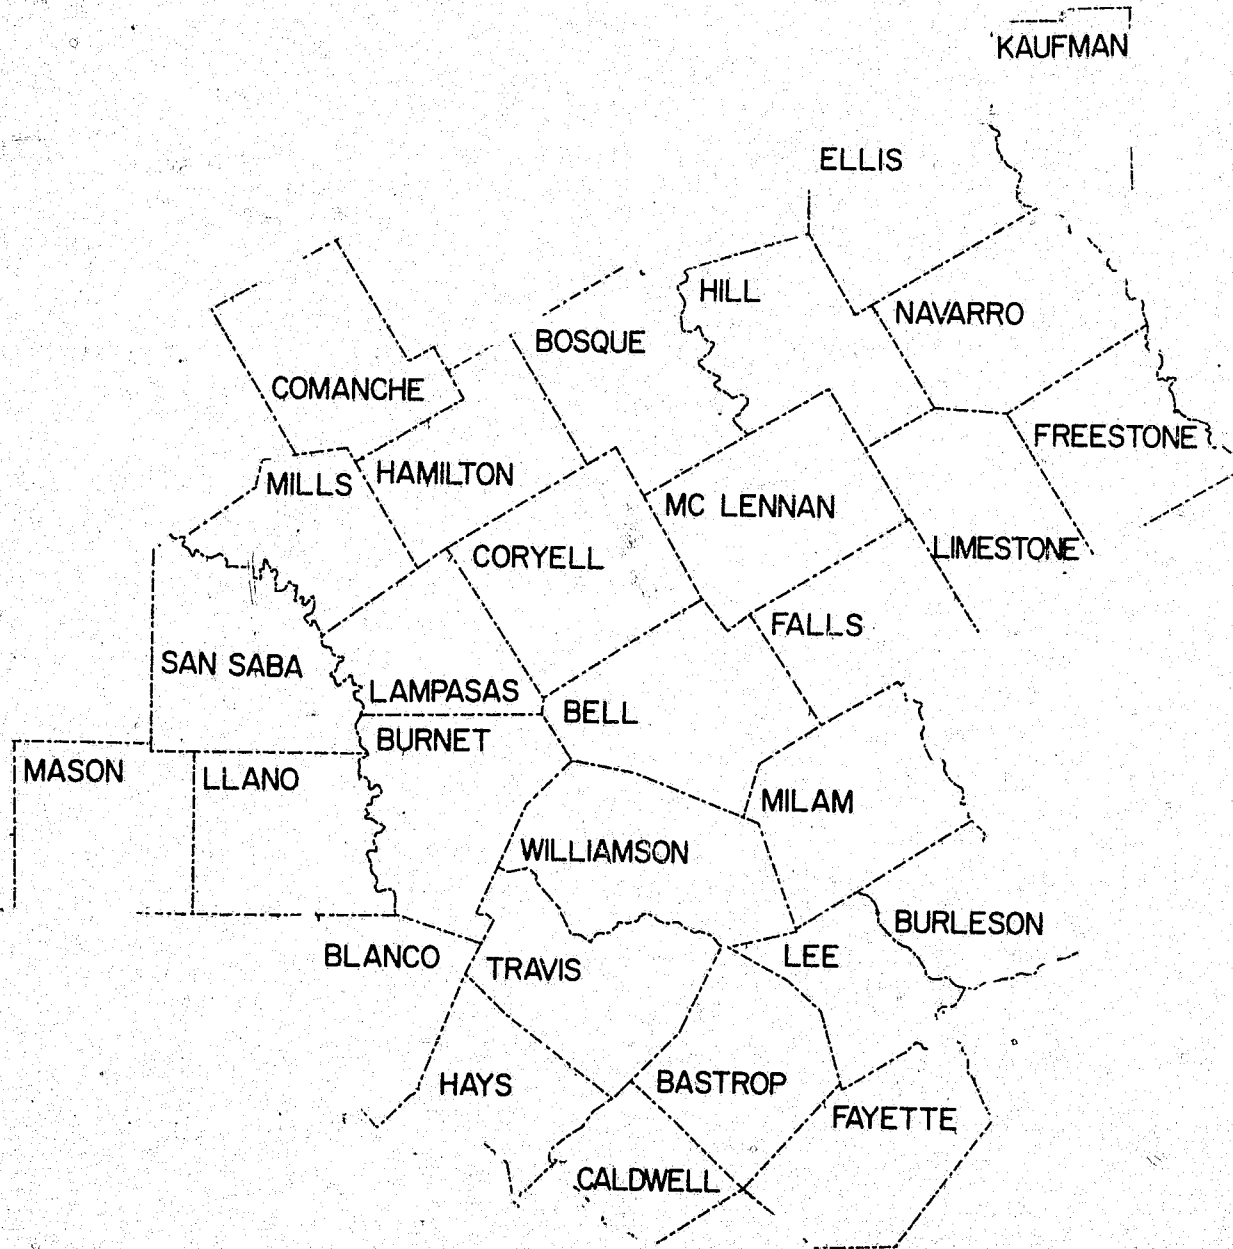 KAUFMAN
ELLIS
HILL
NAVARRO
BOSQUE
COMANCHE
FREESTONE
HAMILTON
MILLS
MC LENNAN
LIMESTONE
CORYELL
FALLS
SAN SABA
LAMPASAS
BELL
BURNET
MASON
LLANO
MILAM
WILLIAMSON
BURLESON
BLANCO
LEE
TRAVIS
HAYS
BASTROP
FAYETTE
CALDWELL